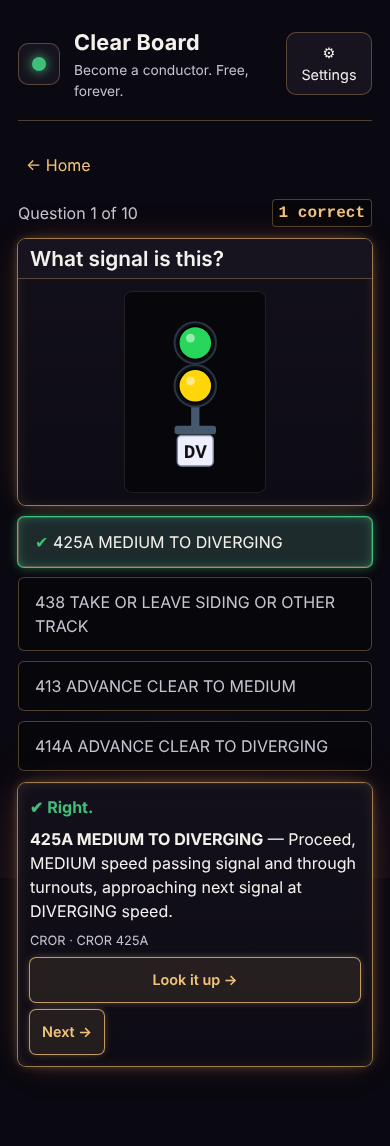 Clear Board
Become a conductor. Free,
forever.
⚙
Settings
← Home
Question 1 of 10
1 correct
What signal is this?
DV
✔ 425A MEDIUM TO DIVERGING
438 TAKE OR LEAVE SIDING OR OTHER
TRACK
413 ADVANCE CLEAR TO MEDIUM
414A ADVANCE CLEAR TO DIVERGING
✔ Right.
425A MEDIUM TO DIVERGING — Proceed,
MEDIUM speed passing signal and through
turnouts, approaching next signal at
DIVERGING speed.
CROR · CROR 425A
Look it up →
Next →